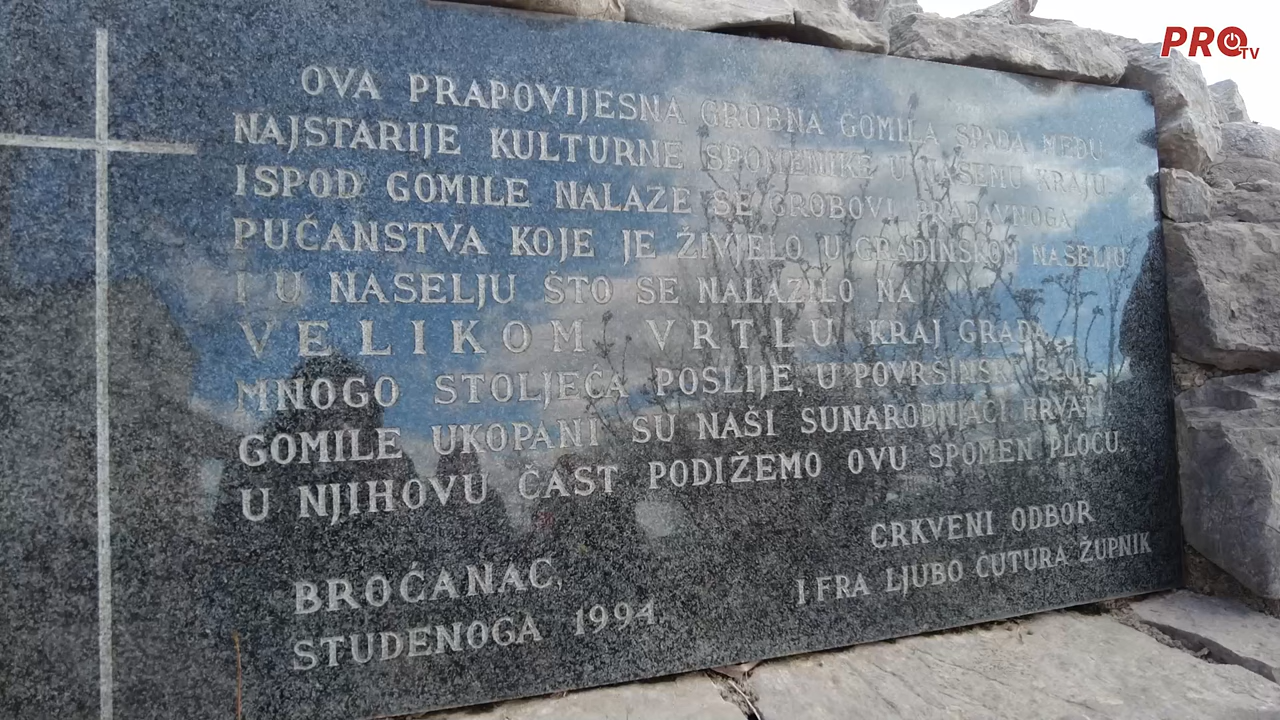 OVA PRAPOVIJESNA GROBNA GOMILA SPADA MEĐU
NAJSTARIJE KULTURNE SPOMENIKE U NAŠEMU KRAJU.
ISPOD GOMILE NALAZE SE GROBOVI PRADAVNOGA
PUČANSTVA KOJE JE ŽIVJELO U GRADINSKOM NASELJU
I U NASELJU ŠTO SE NALAZILO NA
VELIKOM VRTLU KRAJ GRADA.
MNOGO STOLJEĆA POSLIJE, U POVRŠINSKI SLOJ
GOMILE UKOPANI SU NAŠI SUNARODNJACI HRVATI.
U NJIHOVU ČAST PODIŽEMO OVU SPOMEN PLOČU.
CRKVENI ODBOR
I FRA LJUBO ČUTURA ŽUPNIK
BROĆANAC,
STUDENOGA 1994.
PRO TV